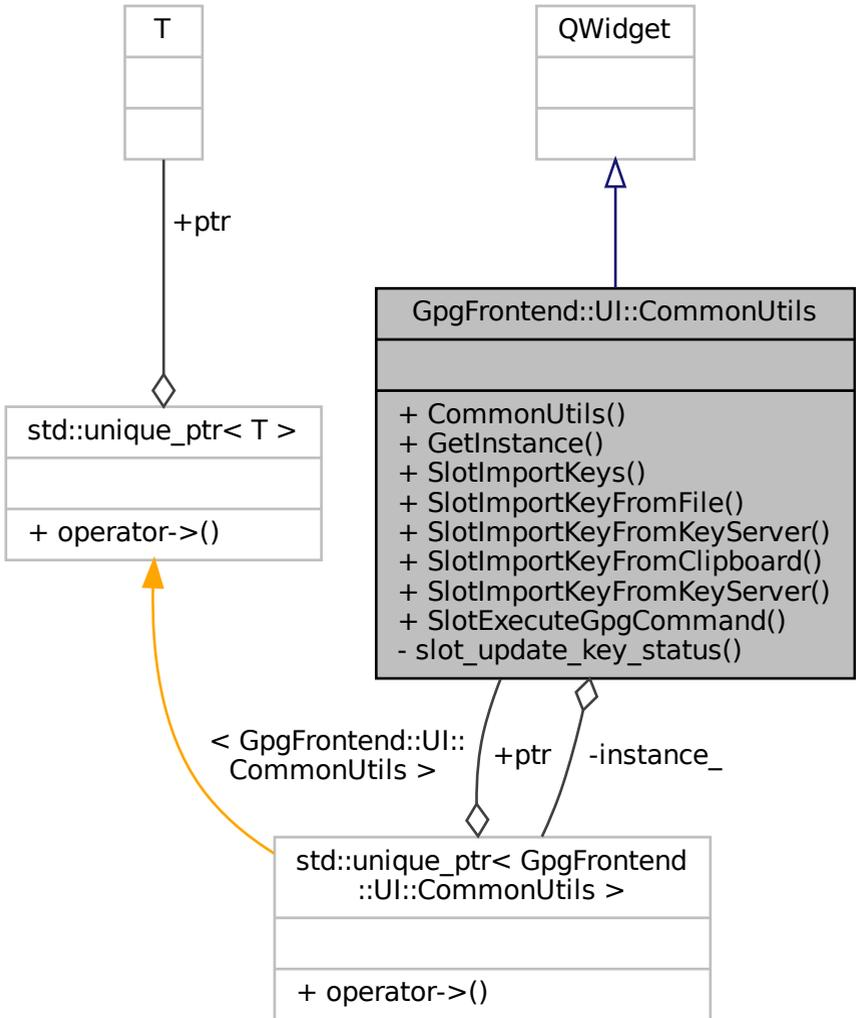 T
QWidget
+ptr
GpgFrontend::UI::CommonUtils
+ CommonUtils()
+ GetInstance()
+ SlotImportKeys()
+ SlotImportKeyFromFile()
+ SlotImportKeyFromKeyServer()
+ SlotImportKeyFromClipboard()
+ SlotImportKeyFromKeyServer()
+ SlotExecuteGpgCommand()
- slot_update_key_status()
std::unique_ptr< T >
+ operator->()
< GpgFrontend::UI::
CommonUtils >
+ptr
-instance_
std::unique_ptr< GpgFrontend
::UI::CommonUtils >
+ operator->()